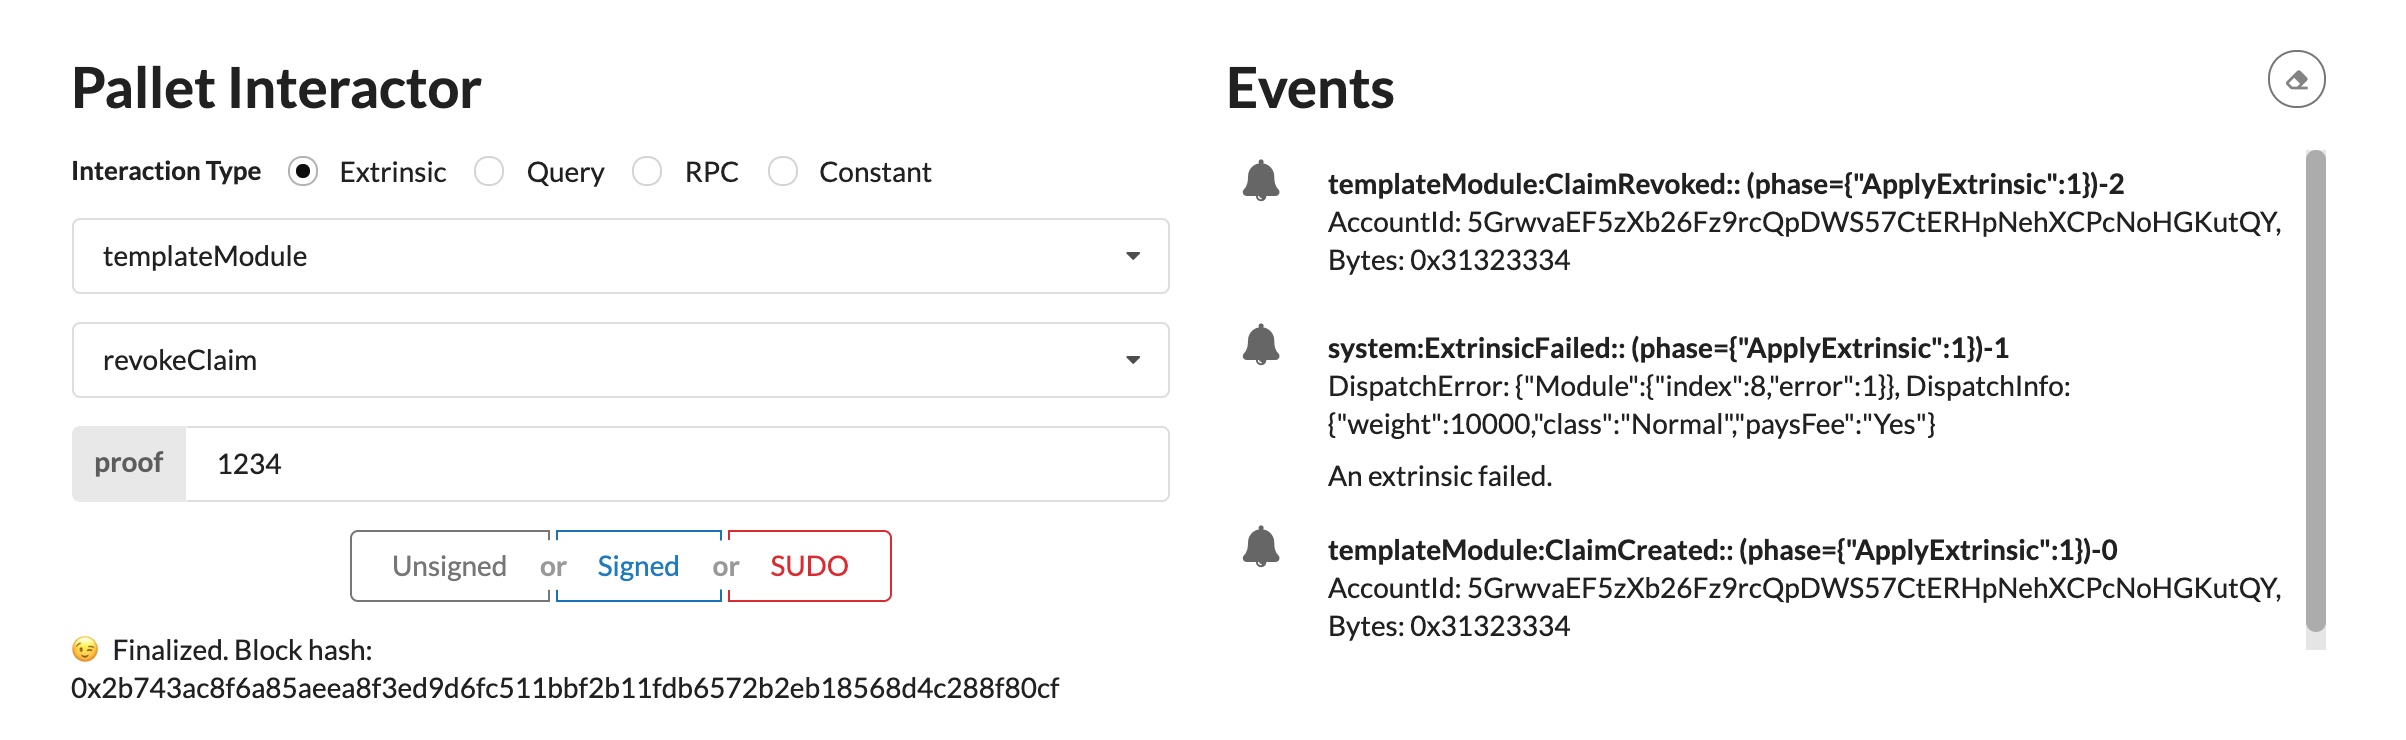 Pallet Interactor
Interaction Type Extrinsic Query RPC Constant
templateModule
revokeClaim
proof 1234
Unsigned or Signed or SUDO
😉 Finalized. Block hash:
0x2b743ac8f6a85aeea8f3ed9d6fc511bbf2b11fdb6572b2eb18568d4c288f80cf
Events
templateModule:ClaimRevoked:: (phase={"ApplyExtrinsic":1})-2
AccountId: 5GrwvaEF5zXb26Fz9rcQpDWS57CtERHpNehXCPcNoHGKutQY,
Bytes: 0x31323334
system:ExtrinsicFailed:: (phase={"ApplyExtrinsic":1})-1
DispatchError: {"Module":{"index":8,"error":1}}, DispatchInfo:
{"weight":10000,"class":"Normal","paysFee":"Yes"}
An extrinsic failed.
templateModule:ClaimCreated:: (phase={"ApplyExtrinsic":1})-0
AccountId: 5GrwvaEF5zXb26Fz9rcQpDWS57CtERHpNehXCPcNoHGKutQY,
Bytes: 0x31323334